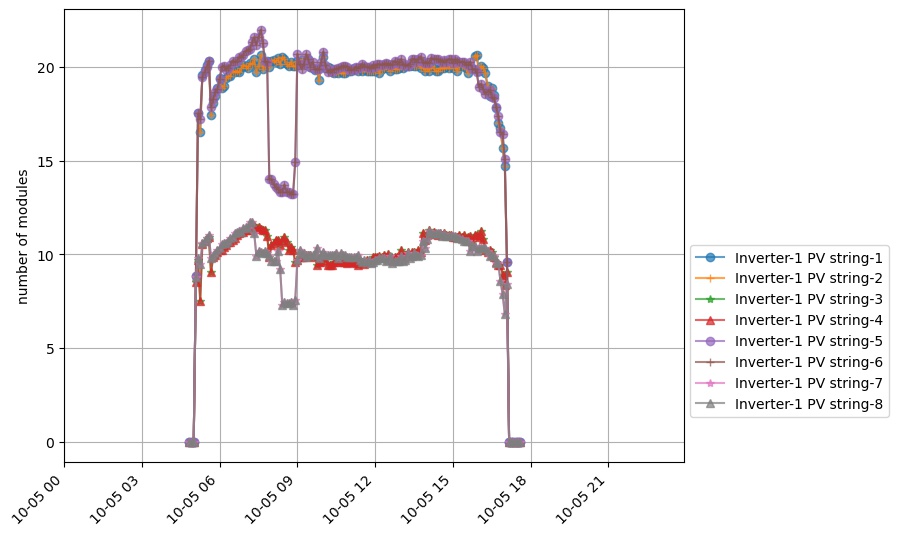 number of modules
20
15
10
5
0
10-05 00
10-05 03
10-05 06
10-05 09
10-05 12
10-05 15
10-05 18
10-05 21
Inverter-1 PV string-1
Inverter-1 PV string-2
Inverter-1 PV string-3
Inverter-1 PV string-4
Inverter-1 PV string-5
Inverter-1 PV string-6
Inverter-1 PV string-7
Inverter-1 PV string-8